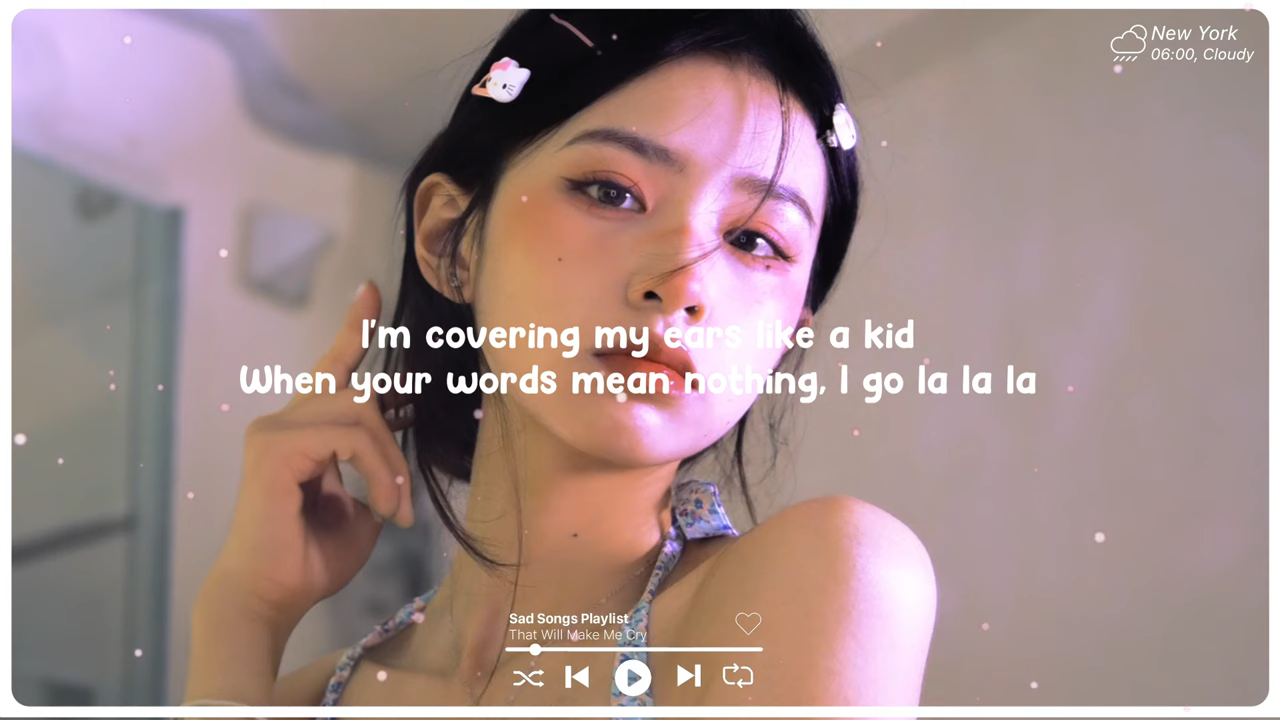 New York
06:00, Cloudy
I'm covering my ears like a kid
When your words mean nothing, I go la la la
Sad Songs Playlist
That Will Make Me Cry